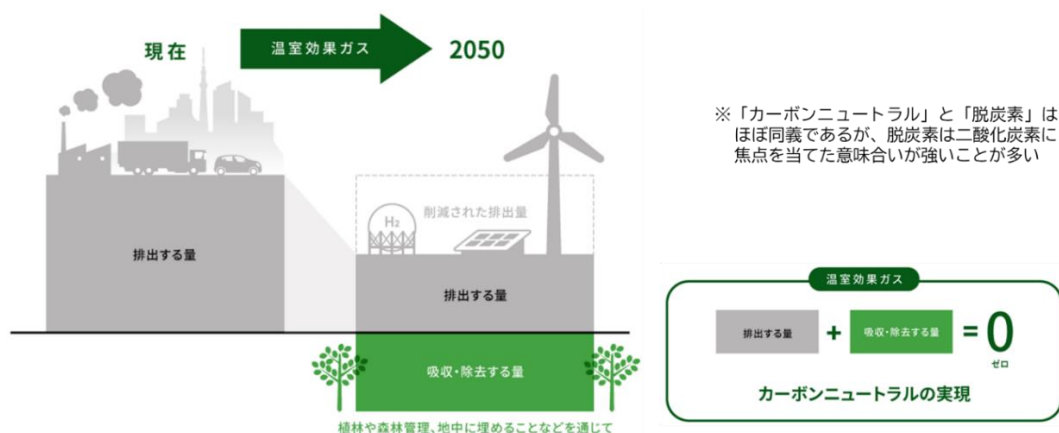 現在
温室効果ガス
2050
排出する量
H₂
削減された排出量
排出する量
吸収・除去する量
植林や森林管理、地中に埋めることなどを通じて
※「カーボンニュートラル」と「脱炭素」は
ほぼ同義であるが、脱炭素は二酸化炭素に
焦点を当てた意味合いが強いことが多い
温室効果ガス
排出する量 + 吸収・除去する量 = 0
ゼロ
カーボンニュートラルの実現